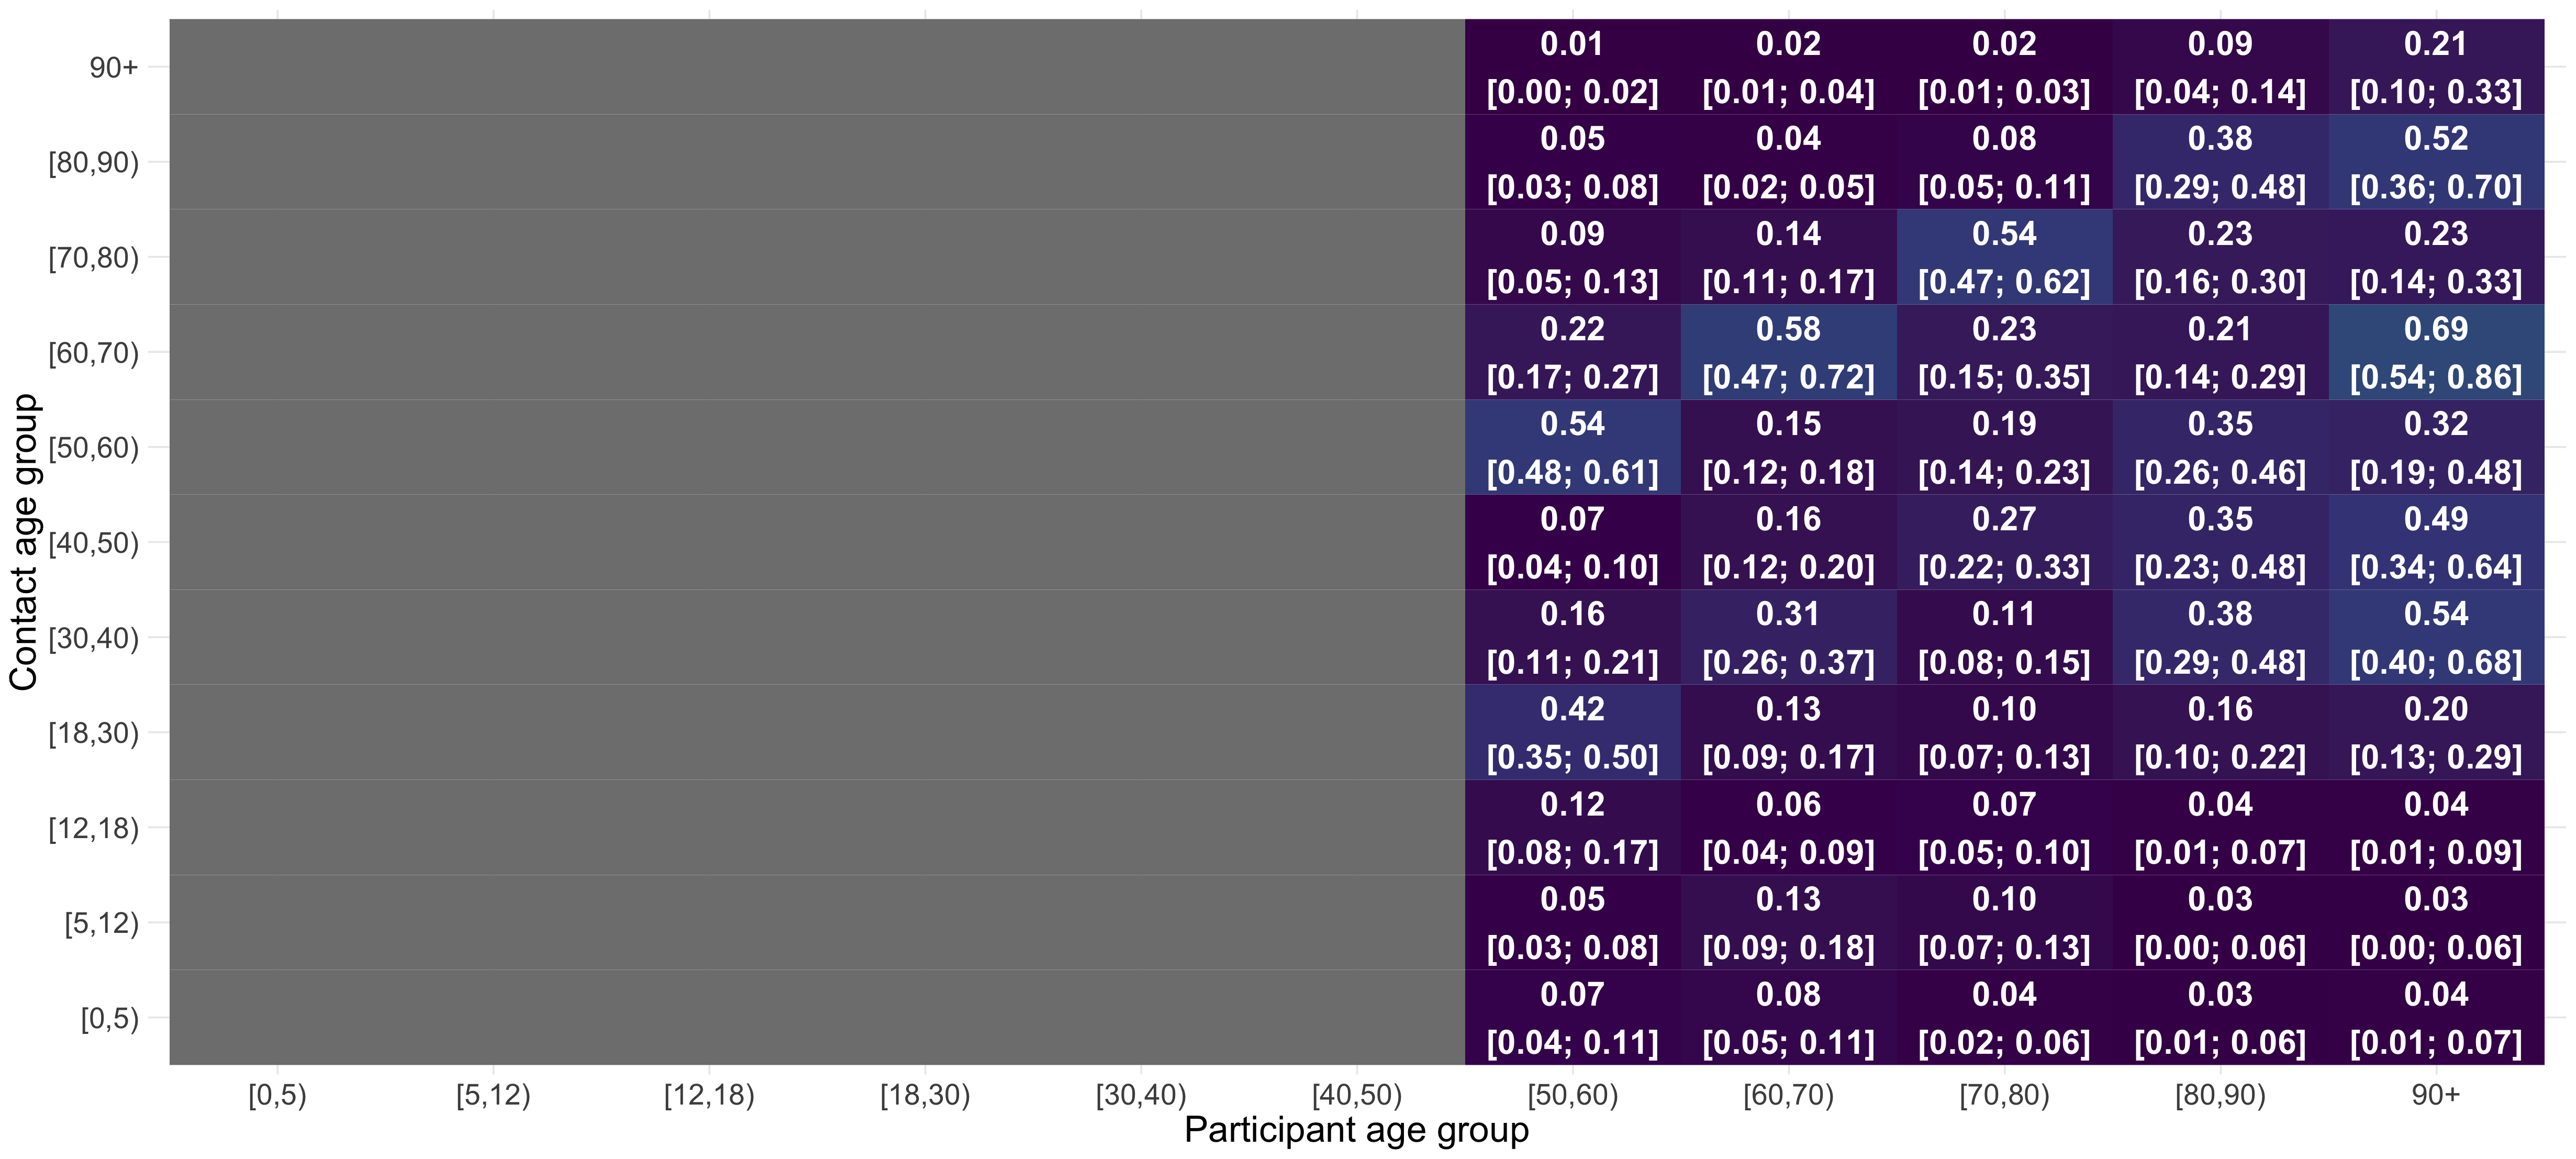 90+
0.01 0.02 0.02 0.09 0.21
[0.00; 0.02] [0.01; 0.04] [0.01; 0.03] [0.04; 0.14] [0.10; 0.33]
[80,90)
0.05 0.04 0.08 0.38 0.52
[0.03; 0.08] [0.02; 0.05] [0.05; 0.11] [0.29; 0.48] [0.36; 0.70]
[70,80)
0.09 0.14 0.54 0.23 0.23
[0.05; 0.13] [0.11; 0.17] [0.47; 0.62] [0.16; 0.30] [0.14; 0.33]
[60,70)
0.22 0.58 0.23 0.21 0.69
[0.17; 0.27] [0.47; 0.72] [0.15; 0.35] [0.14; 0.29] [0.54; 0.86]
[50,60)
0.54 0.15 0.19 0.35 0.32
[0.48; 0.61] [0.12; 0.18] [0.14; 0.23] [0.26; 0.46] [0.19; 0.48]
[40,50)
0.07 0.16 0.27 0.35 0.49
[0.04; 0.10] [0.12; 0.20] [0.22; 0.33] [0.23; 0.48] [0.34; 0.64]
[30,40)
0.16 0.31 0.11 0.38 0.54
[0.11; 0.21] [0.26; 0.37] [0.08; 0.15] [0.29; 0.48] [0.40; 0.68]
[18,30)
0.42 0.13 0.10 0.16 0.20
[0.35; 0.50] [0.09; 0.17] [0.07; 0.13] [0.10; 0.22] [0.13; 0.29]
[12,18)
0.12 0.06 0.07 0.04 0.04
[0.08; 0.17] [0.04; 0.09] [0.05; 0.10] [0.01; 0.07] [0.01; 0.09]
[5,12)
0.05 0.13 0.10 0.03 0.03
[0.03; 0.08] [0.09; 0.18] [0.07; 0.13] [0.00; 0.06] [0.00; 0.06]
[0,5)
0.07 0.08 0.04 0.03 0.04
[0.04; 0.11] [0.05; 0.11] [0.02; 0.06] [0.01; 0.06] [0.01; 0.07]
Contact age group
[0,5) [5,12) [12,18) [18,30) [30,40) [40,50) [50,60) [60,70) [70,80) [80,90) 90+
Participant age group